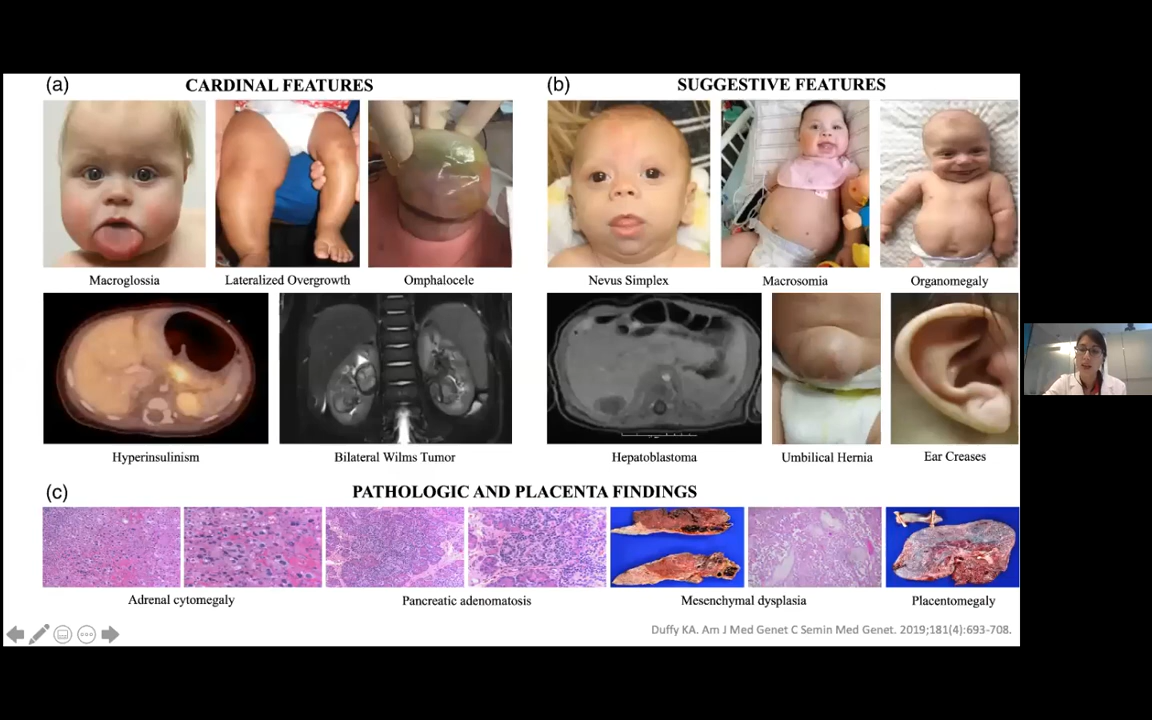 (a) CARDINAL FEATURES
(b) SUGGESTIVE FEATURES
Macroglossia
Lateralized Overgrowth
Omphalocele
Nevus Simplex
Macrosomia
Organomegaly
Hyperinsulinism
Bilateral Wilms Tumor
Hepatoblastoma
Umbilical Hernia
Ear Creases
(c) PATHOLOGIC AND PLACENTA FINDINGS
Adrenal cytomegaly
Pancreatic adenomatosis
Mesenchymal dysplasia
Placentomegaly
Duffy KA. Am J Med Genet C Semin Med Genet. 2019;181(4):693-708.